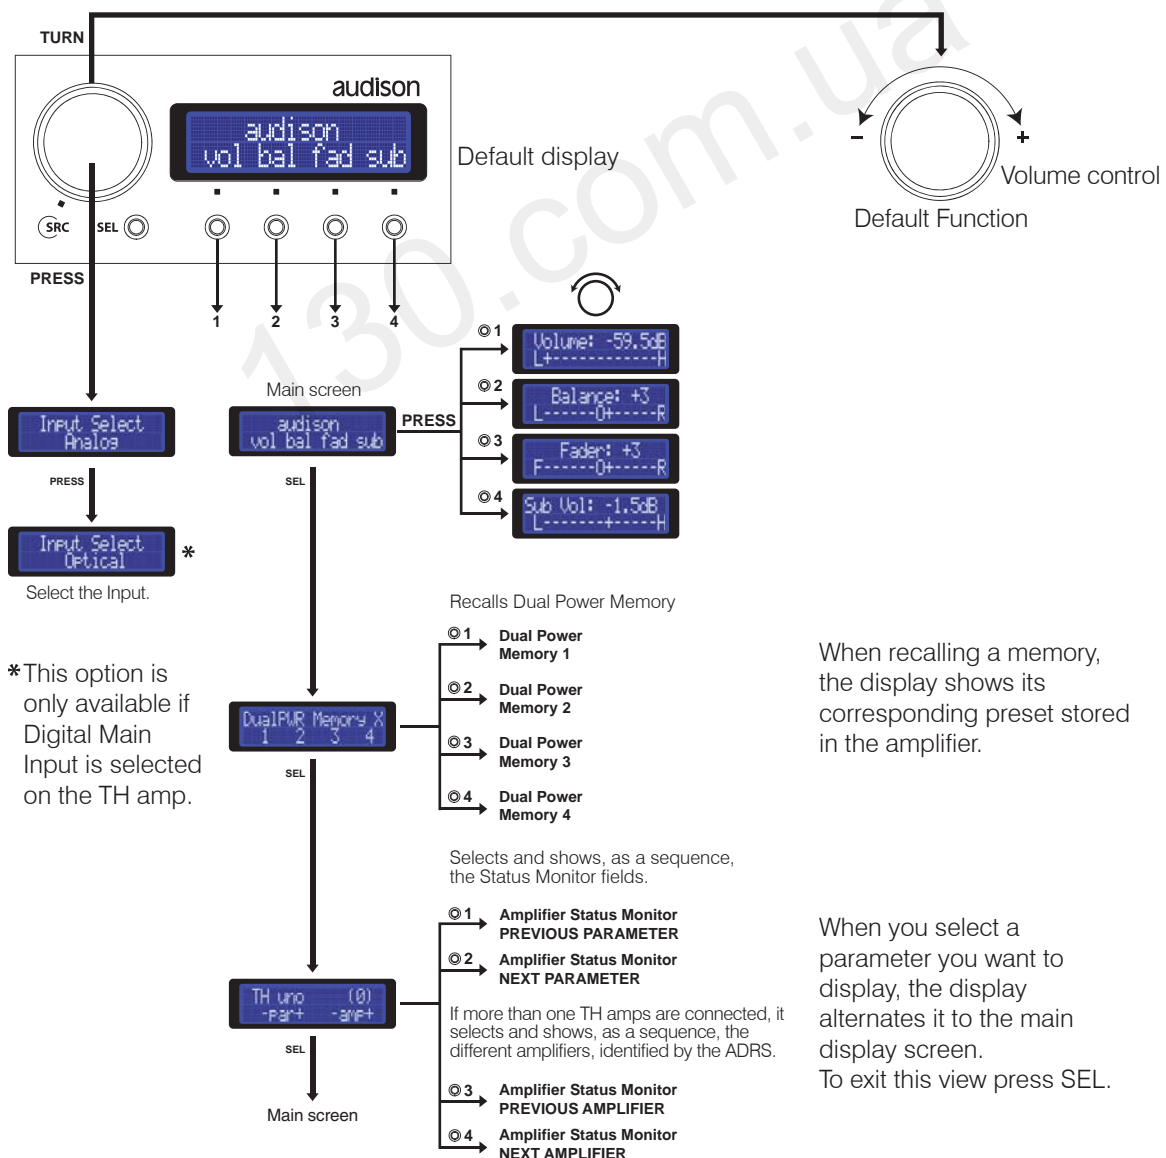 TURN
audison
audison
vol bal fad sub
Default display
- +
Volume control
Default Function
SRC SEL
PRESS
1 2 3 4
130.com.ua
Main screen
audison
vol bal fad sub
PRESS
1
Volume: -59.5dB
L+------------H
2
Balance: +3
L------0+-----R
3
Fader: +3
F------0+-----R
4
Sub Vol: -1.5dB
L-------+-----H
Input Select
Analog
PRESS
Input Select
Optical
*
Select the Input.
SEL
*This option is
only available if
Digital Main
Input is selected
on the TH amp.
Recalls Dual Power Memory
DualPWR Memory X
1 2 3 4
1 Dual Power
Memory 1
2 Dual Power
Memory 2
3 Dual Power
Memory 3
4 Dual Power
Memory 4
When recalling a memory,
the display shows its
corresponding preset stored
in the amplifier.
SEL
Selects and shows, as a sequence,
the Status Monitor fields.
TH uno (0)
-par+ -amp+
1 Amplifier Status Monitor
PREVIOUS PARAMETER
2 Amplifier Status Monitor
NEXT PARAMETER
If more than one TH amps are connected, it
selects and shows, as a sequence, the
different amplifiers, identified by the ADRS.
3 Amplifier Status Monitor
PREVIOUS AMPLIFIER
4 Amplifier Status Monitor
NEXT AMPLIFIER
SEL
Main screen
When you select a
parameter you want to
display, the display
alternates it to the main
display screen.
To exit this view press SEL.